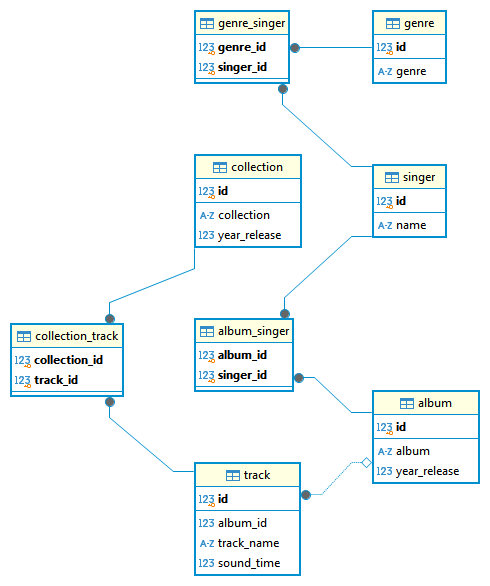 genre_singer
123 genre_id
123 singer_id
genre
123 id
A-Z genre
collection
123 id
A-Z collection
123 year_release
singer
123 id
A-Z name
collection_track
123 collection_id
123 track_id
album_singer
123 album_id
123 singer_id
album
123 id
A-Z album
123 year_release
track
123 id
123 album_id
A-Z track_name
123 sound_time